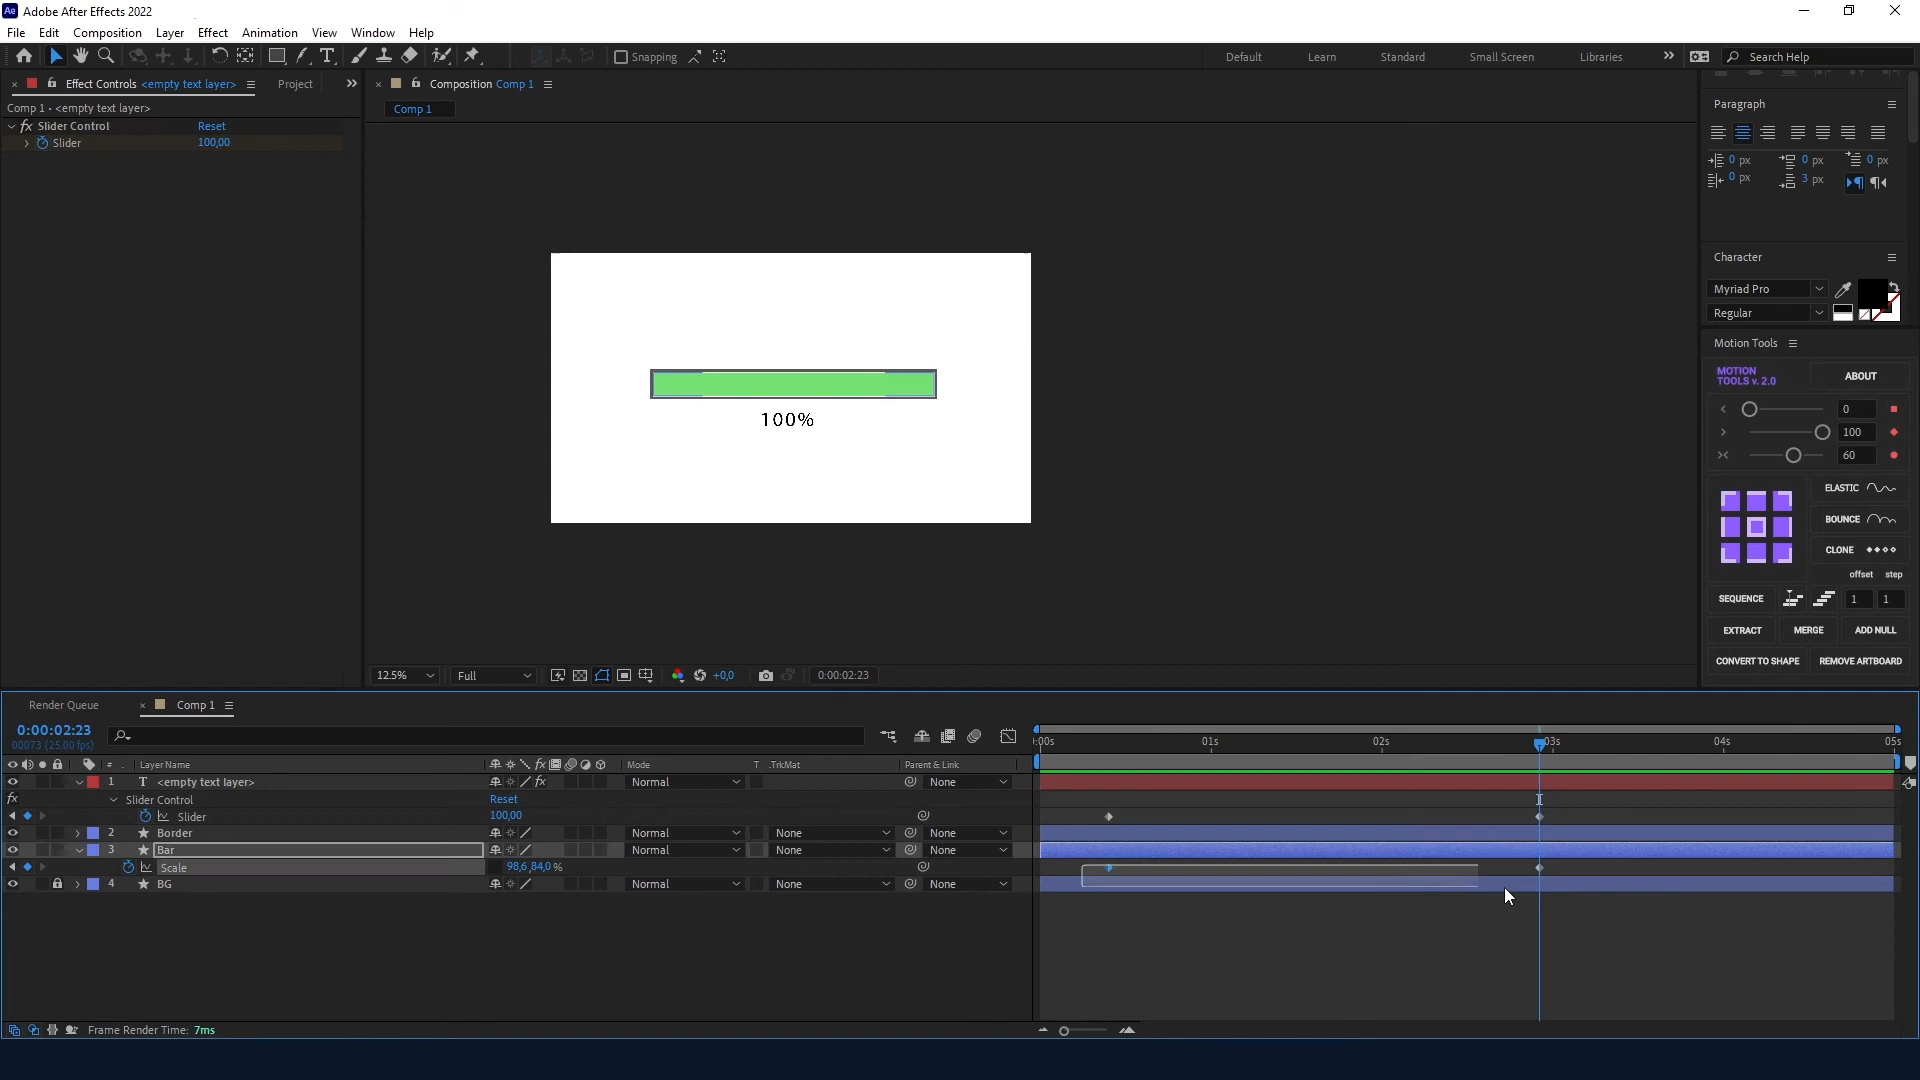 Ae Adobe After Effects 2022
File Edit Composition Layer Effect Animation View Window Help
Snapping Default Learn Standard Small Screen Libraries Search Help
Effect Controls <empty text layer> Project
Comp 1 • <empty text layer>
fx Slider Control Reset
Slider 100,00
Composition Comp 1
Comp 1
100%
12.5% Full +0,0 0:00:02:23
Paragraph
0 px 0 px 0 px
0 px 3 px
Character
Myriad Pro
Regular
Motion Tools
MOTION TOOLS v. 2.0 ABOUT
0
100
60
ELASTIC
BOUNCE
CLONE
offset step
SEQUENCE 1 1
EXTRACT MERGE ADD NULL
CONVERT TO SHAPE REMOVE ARTBOARD
Render Queue Comp 1
0:00:02:23
00073 (25.00 fps)
:00s 01s 02s 03s 04s 05s
# Layer Name fx Mode T .TrkMat Parent & Link
1 T <empty text layer> fx Normal None
fx Slider Control Reset
Slider 100,00
2 Border Normal None None
3 Bar Normal None None
Scale 98,6,84,0 %
4 BG Normal None None
Frame Render Time: 7ms